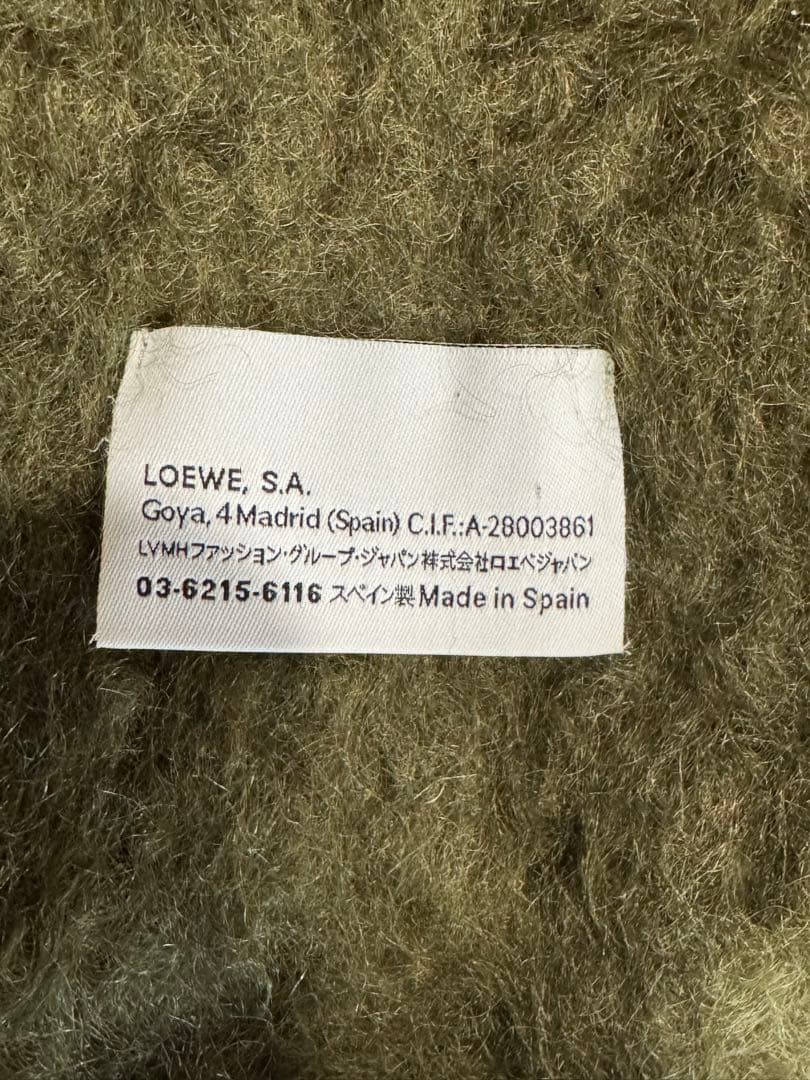 LOEWE, S.A.
Goya, 4 Madrid (Spain) C.I.F.:A-28003861
LVMHファッション・グループ・ジャパン株式会社ロエベジャパン
03-6215-6116 スペイン製 Made in Spain